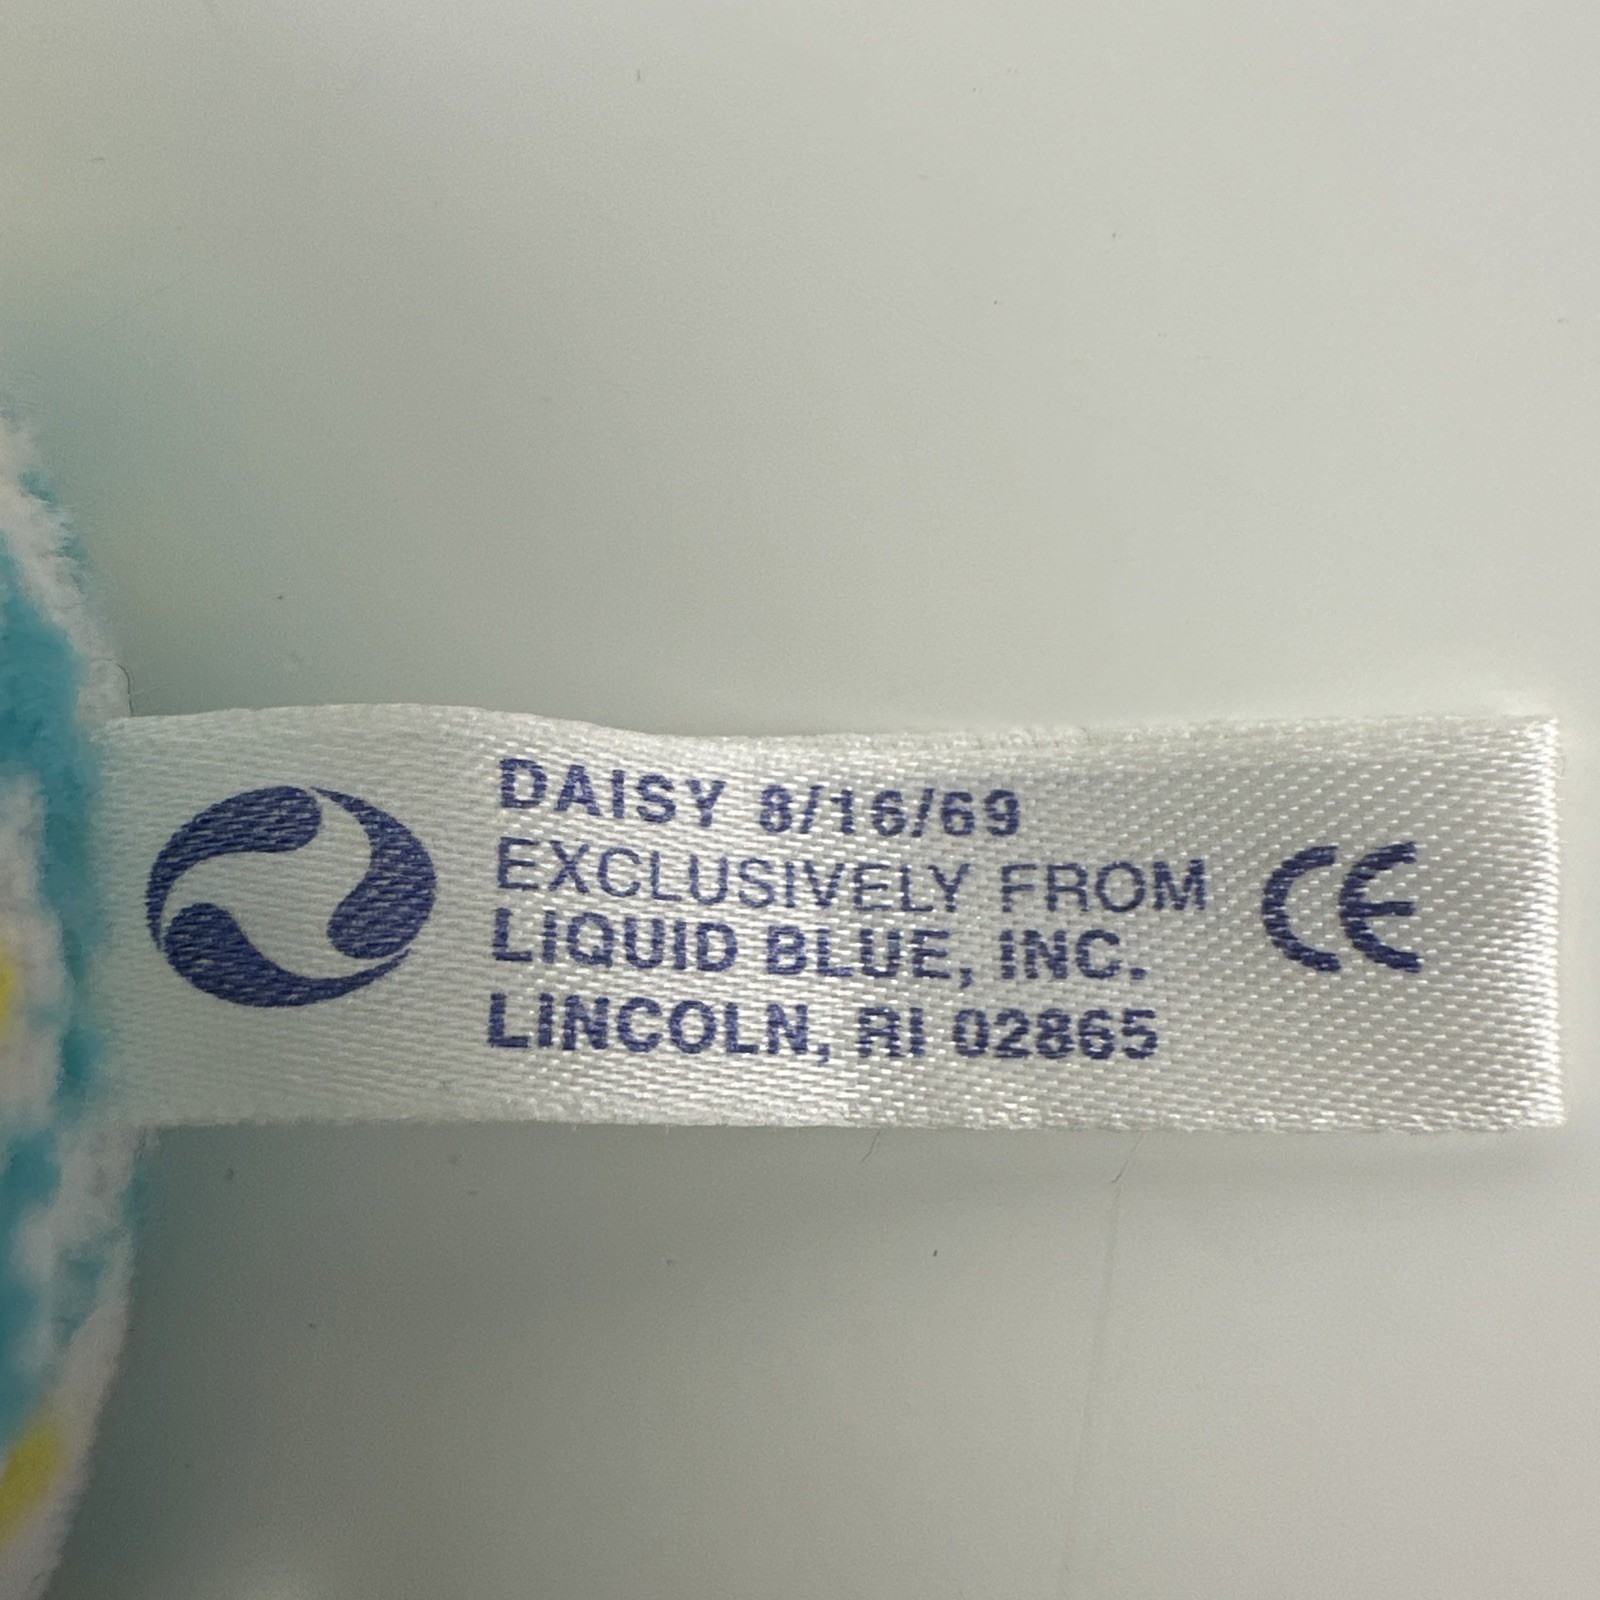 DAISY 8/16/69
EXCLUSIVELY FROM
LIQUID BLUE, INC.
LINCOLN, RI 02865
CE